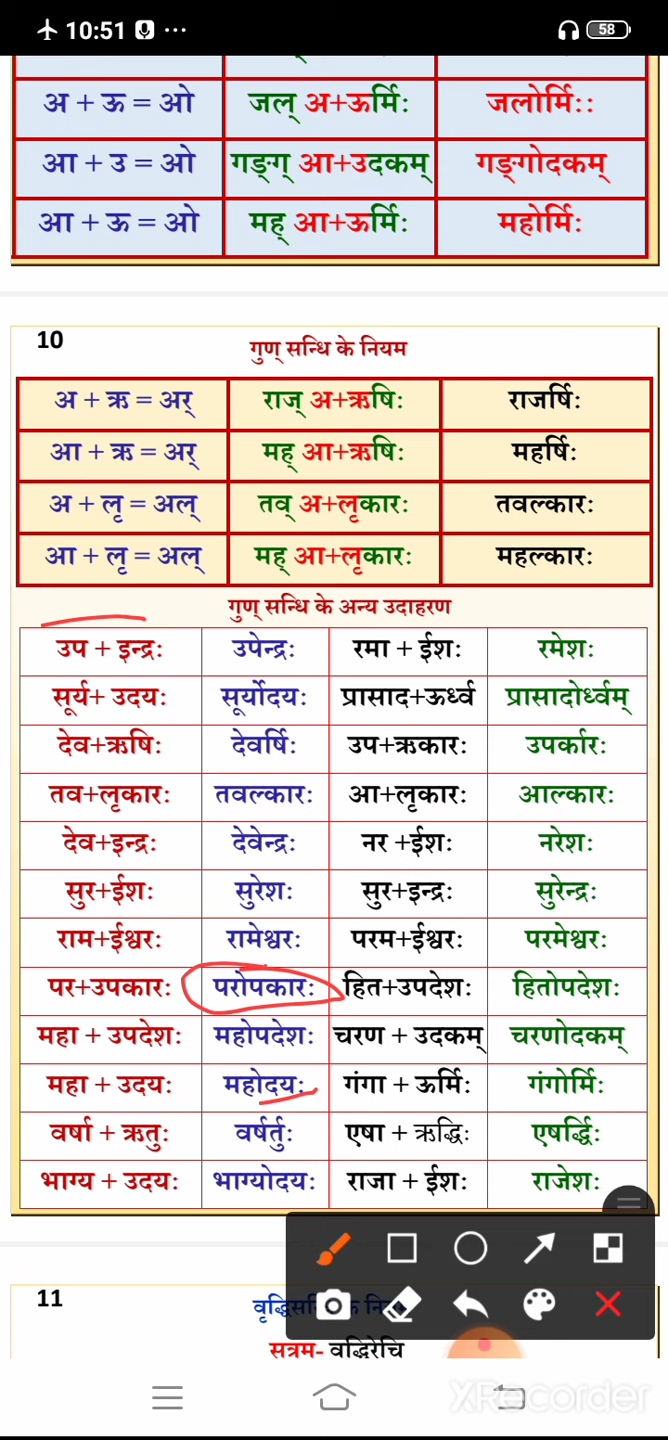 10:51 58
अ + ऊ = ओ जल् अ+ऊर्मिः जलोर्मिःः
आ + उ = ओ गङ्ग् आ+उदकम् गङ्गोदकम्
आ + ऊ = ओ मह् आ+ऊर्मिः महोर्मिः
10
गुण् सन्धि के नियम
अ + ऋ = अर् राज् अ+ऋषिः राजर्षिः
आ + ऋ = अर् मह् आ+ऋषिः महर्षिः
अ + लृ = अल् तव् अ+लृकारः तवल्कारः
आ + लृ = अल् मह् आ+लृकारः महल्कारः
गुण् सन्धि के अन्य उदाहरण
उप + इन्द्रः उपेन्द्रः रमा + ईशः रमेशः
सूर्य+ उदयः सूर्योदयः प्रासाद+ऊर्ध्व प्रासादोर्ध्वम्
देव+ऋषिः देवर्षिः उप+ऋकारः उपर्कारः
तव+लृकारः तवल्कारः आ+लृकारः आल्कारः
देव+इन्द्रः देवेन्द्रः नर +ईशः नरेशः
सुर+ईशः सुरेशः सुर+इन्द्रः सुरेन्द्रः
राम+ईश्वरः रामेश्वरः परम+ईश्वरः परमेश्वरः
पर+उपकारः परोपकारः हित+उपदेशः हितोपदेशः
महा + उपदेशः महोपदेशः चरण + उदकम् चरणोदकम्
महा + उदयः महोदयः गंगा + ऊर्मिः गंगोर्मिः
वर्षा + ऋतुः वर्षर्तुः एषा + ऋद्धिः एषर्द्धिः
भाग्य + उदयः भाग्योदयः राजा + ईशः राजेशः
11
सत्रम- वद्धिरेचि
XRecorder